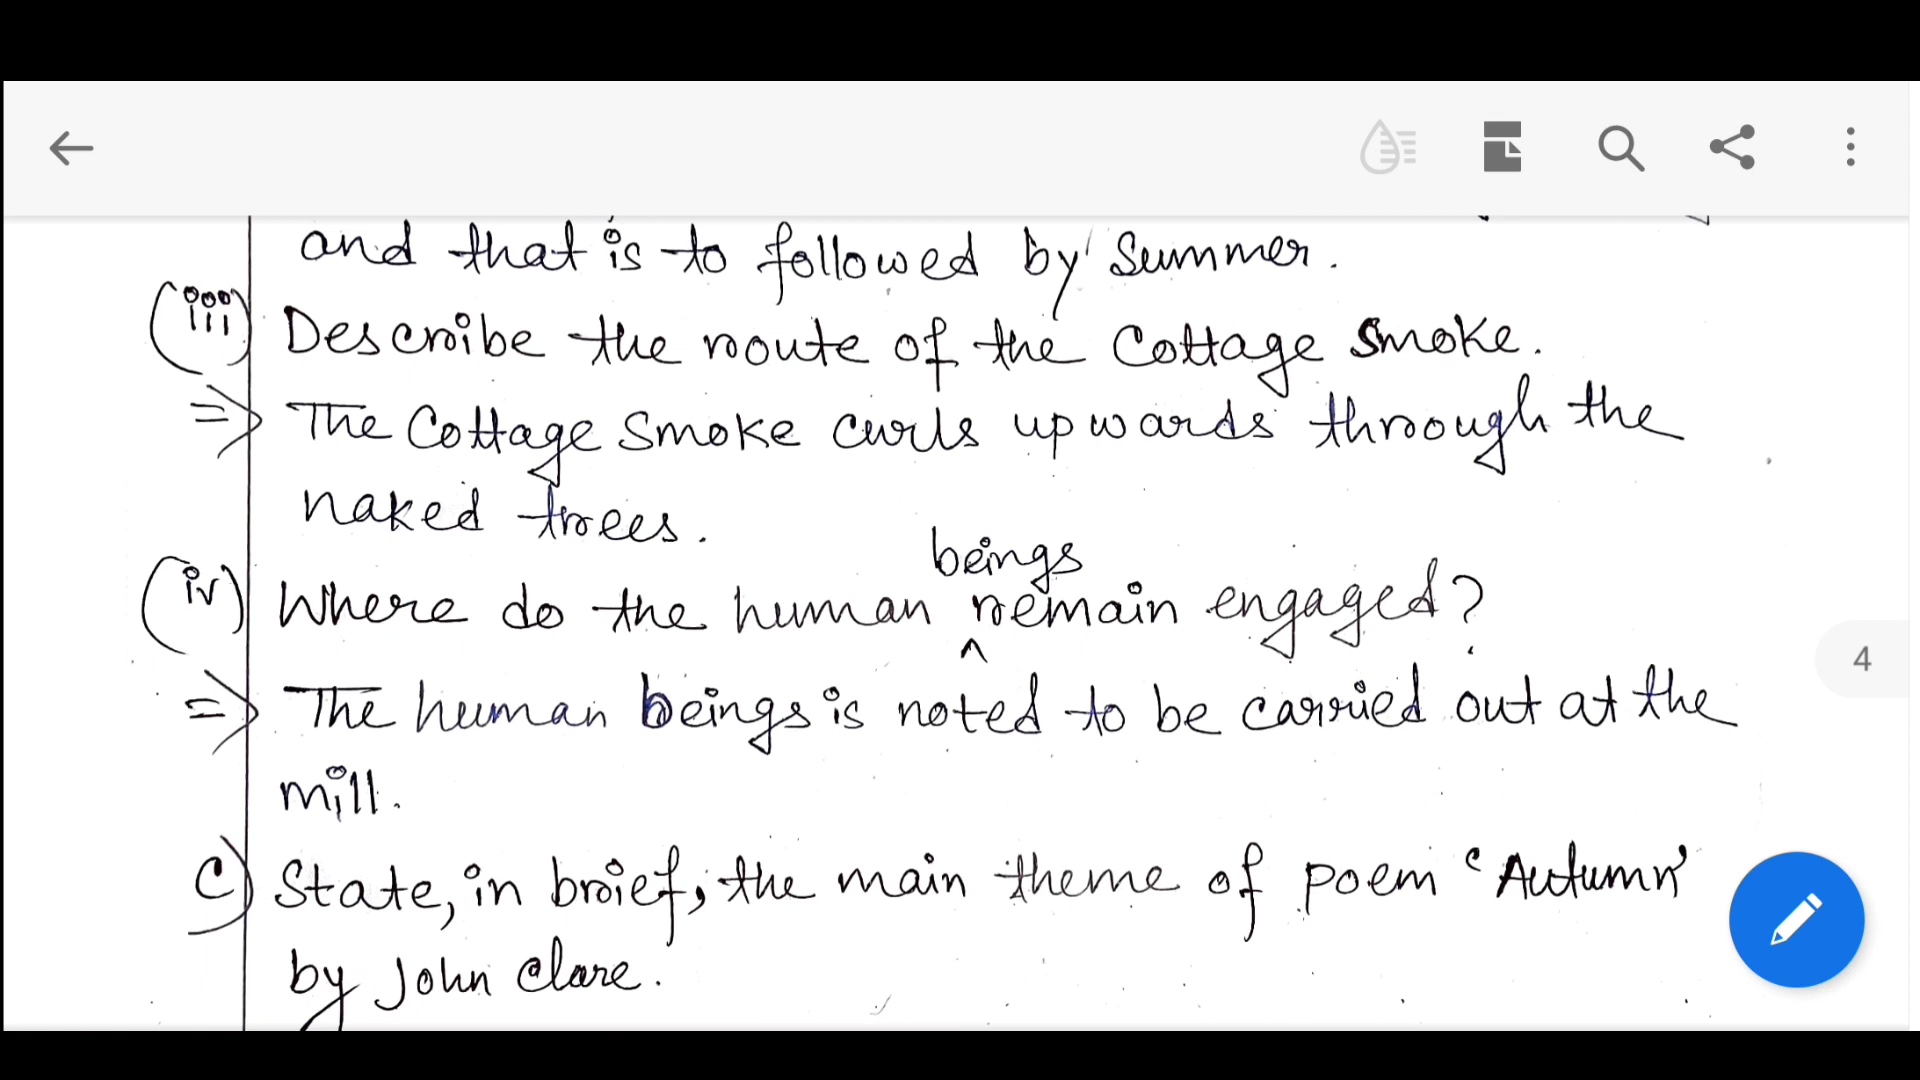 and that is to followed by Summer.
(iii) Describe the route of the Cottage Smoke.
=> The Cottage Smoke curls upwards through the
naked trees.
beings
(iv) Where do the human ^ remain engaged?
=> The human beings is noted to be carried out at the
4
mill.
c) State, in brief, the main theme of poem 'Autumn'
by John Clare.